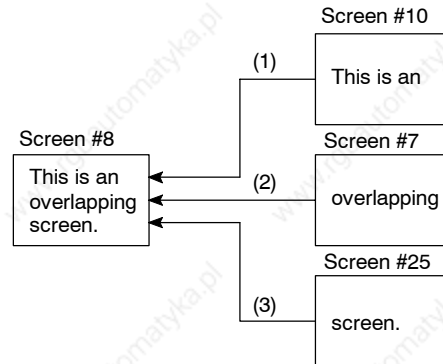 Screen #10
(1)
This is an
Screen #8
Screen #7
This is an
overlapping
screen.
(2)
overlapping
Screen #25
(3)
screen.